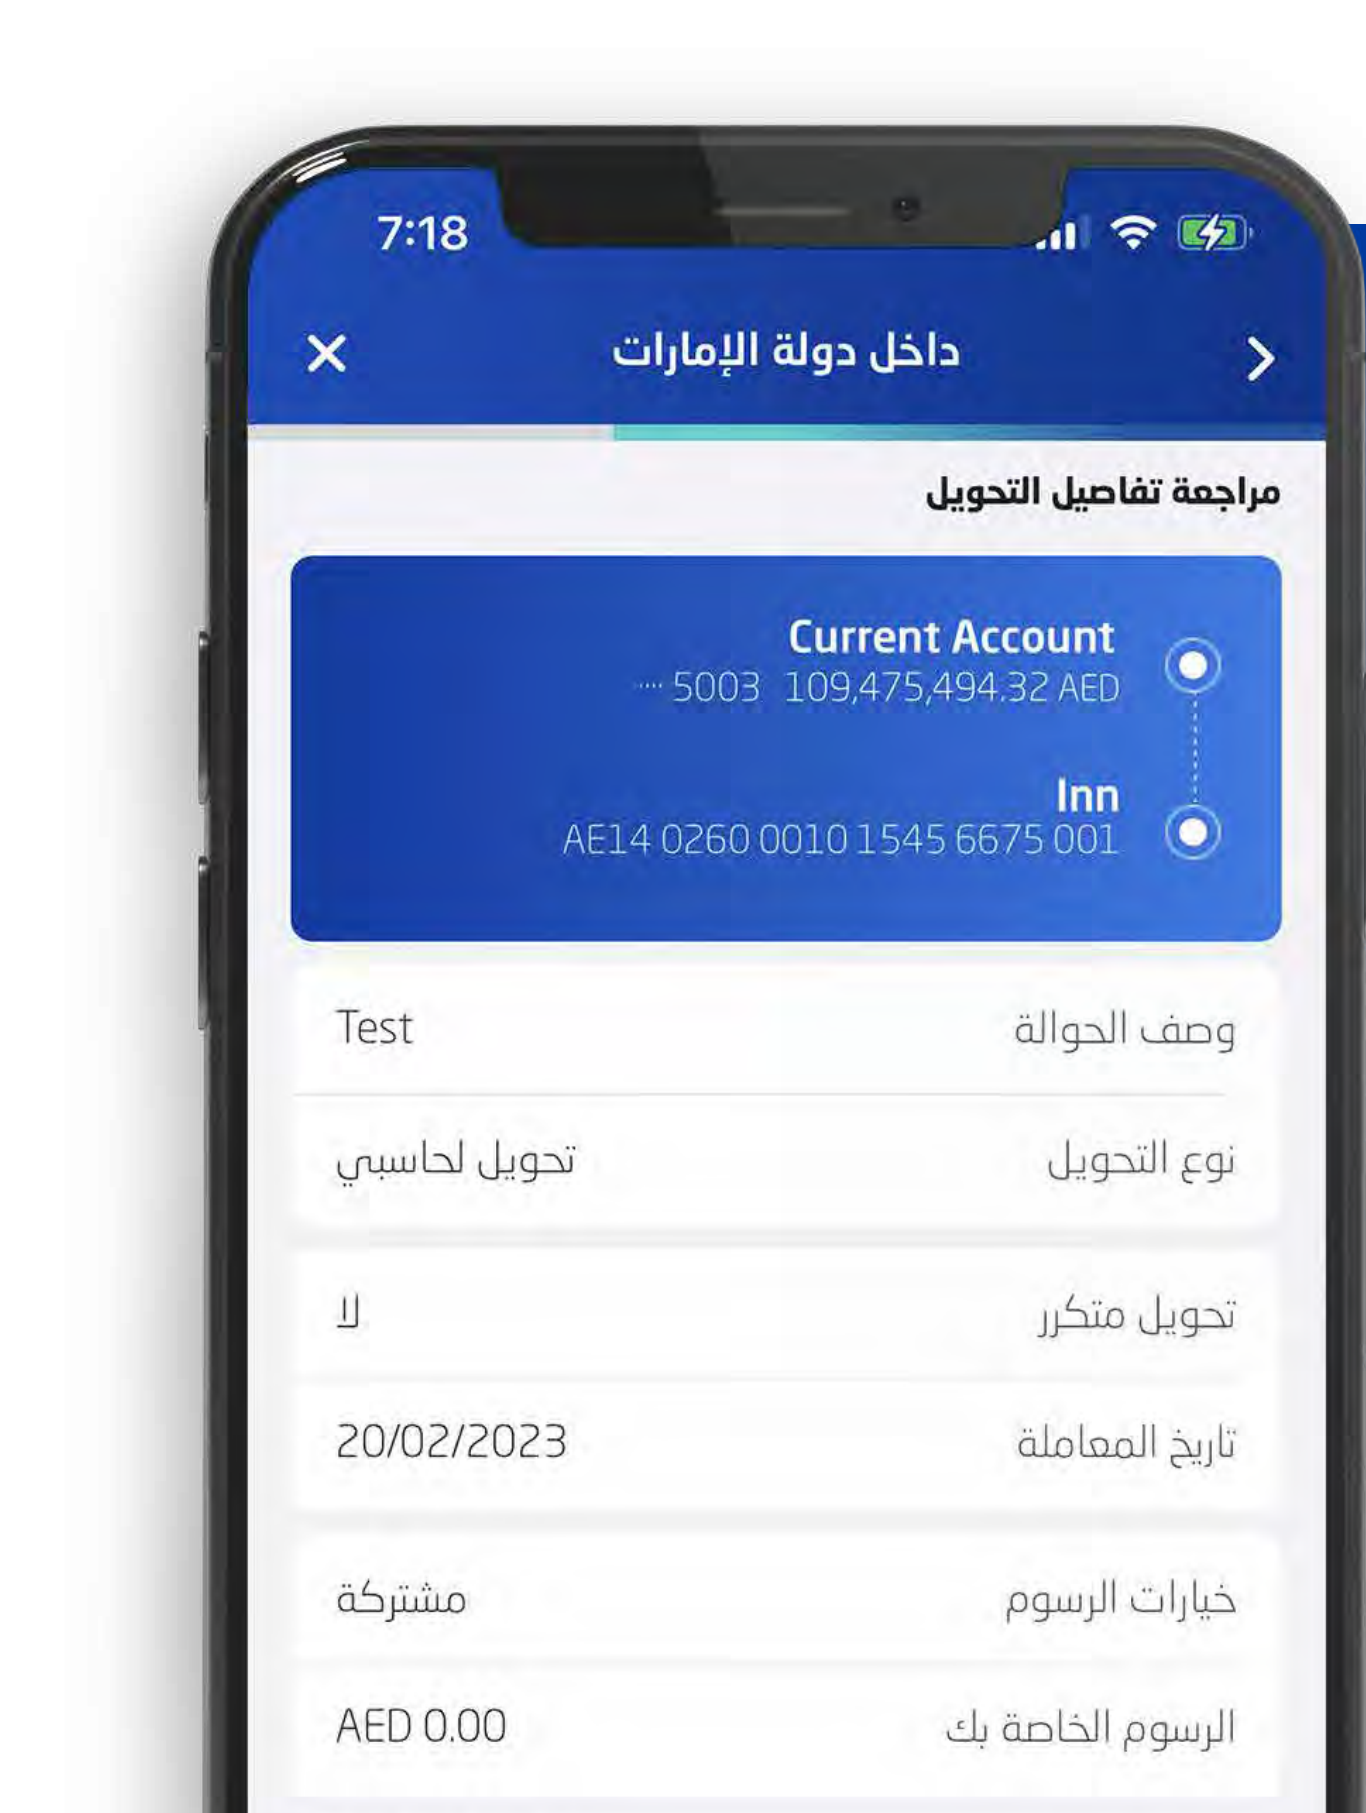 7:18
داخل دولة الإمارات
مراجعة تفاصيل التحويل
Current Account
···· 5003 109,475,494.32 AED
Inn
AE14 0260 0010 1545 6675 001
وصف الحوالة Test
نوع التحويل تحويل لحاسبي
تحويل متكرر لا
تاريخ المعاملة 20/02/2023
خيارات الرسوم مشتركة
الرسوم الخاصة بك AED 0.00